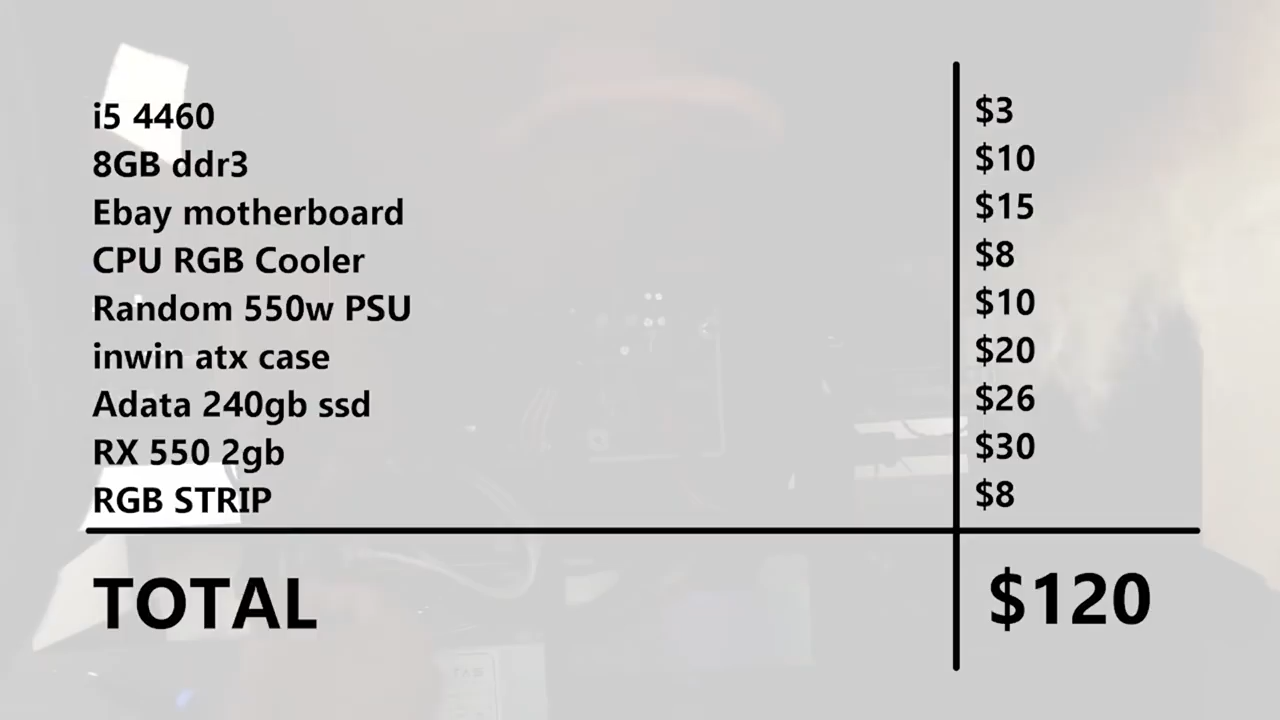 i5 4460 $3
8GB ddr3 $10
Ebay motherboard $15
CPU RGB Cooler $8
Random 550w PSU $10
inwin atx case $20
Adata 240gb ssd $26
RX 550 2gb $30
RGB STRIP $8
TOTAL $120